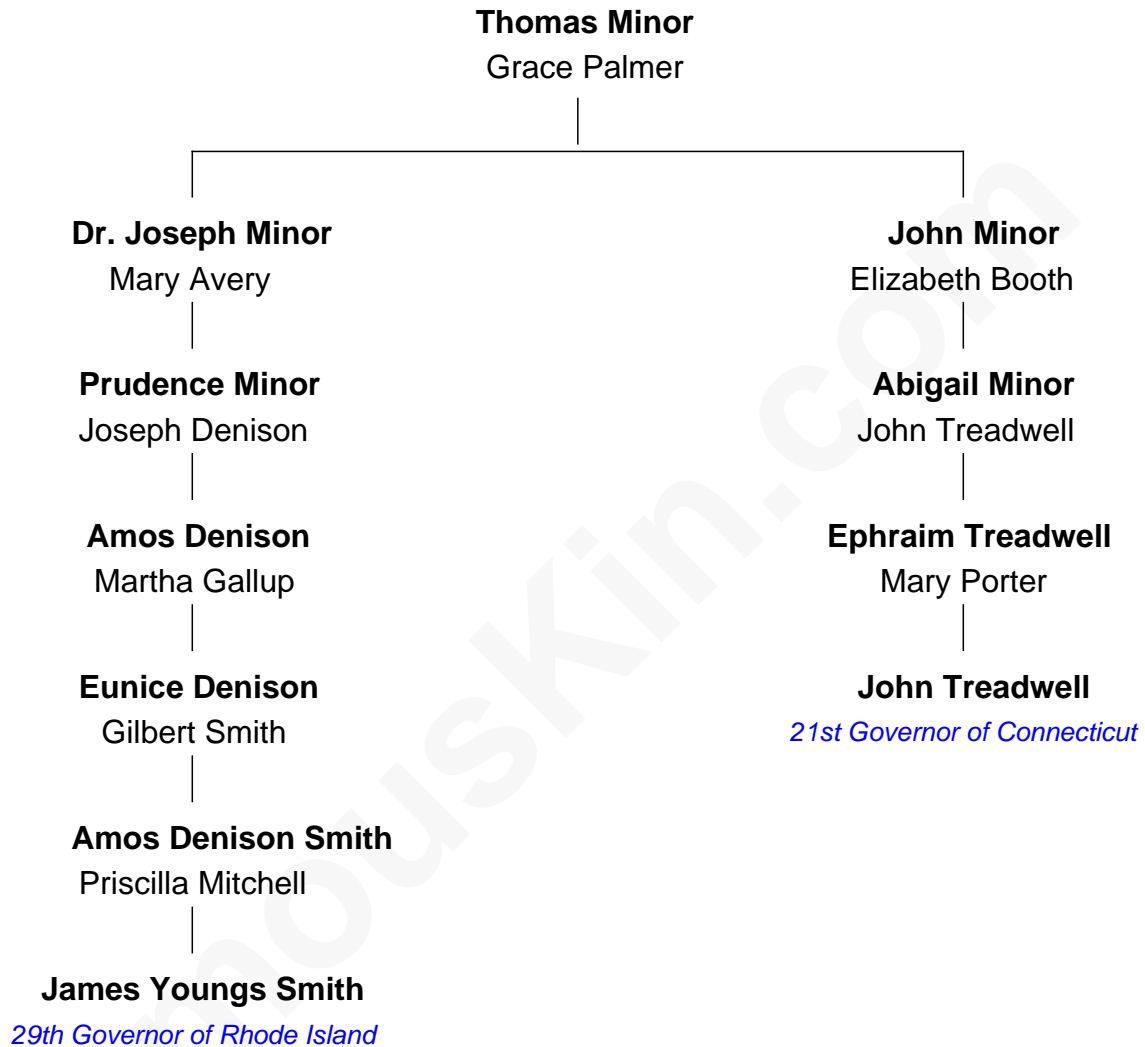 Thomas Minor
Grace Palmer
Dr. Joseph Minor
Mary Avery
John Minor
Elizabeth Booth
Prudence Minor
Joseph Denison
Abigail Minor
John Treadwell
Amos Denison
Martha Gallup
Ephraim Treadwell
Mary Porter
Eunice Denison
Gilbert Smith
John Treadwell
21st Governor of Connecticut
Amos Denison Smith
Priscilla Mitchell
James Youngs Smith
29th Governor of Rhode Island
mousKin.com